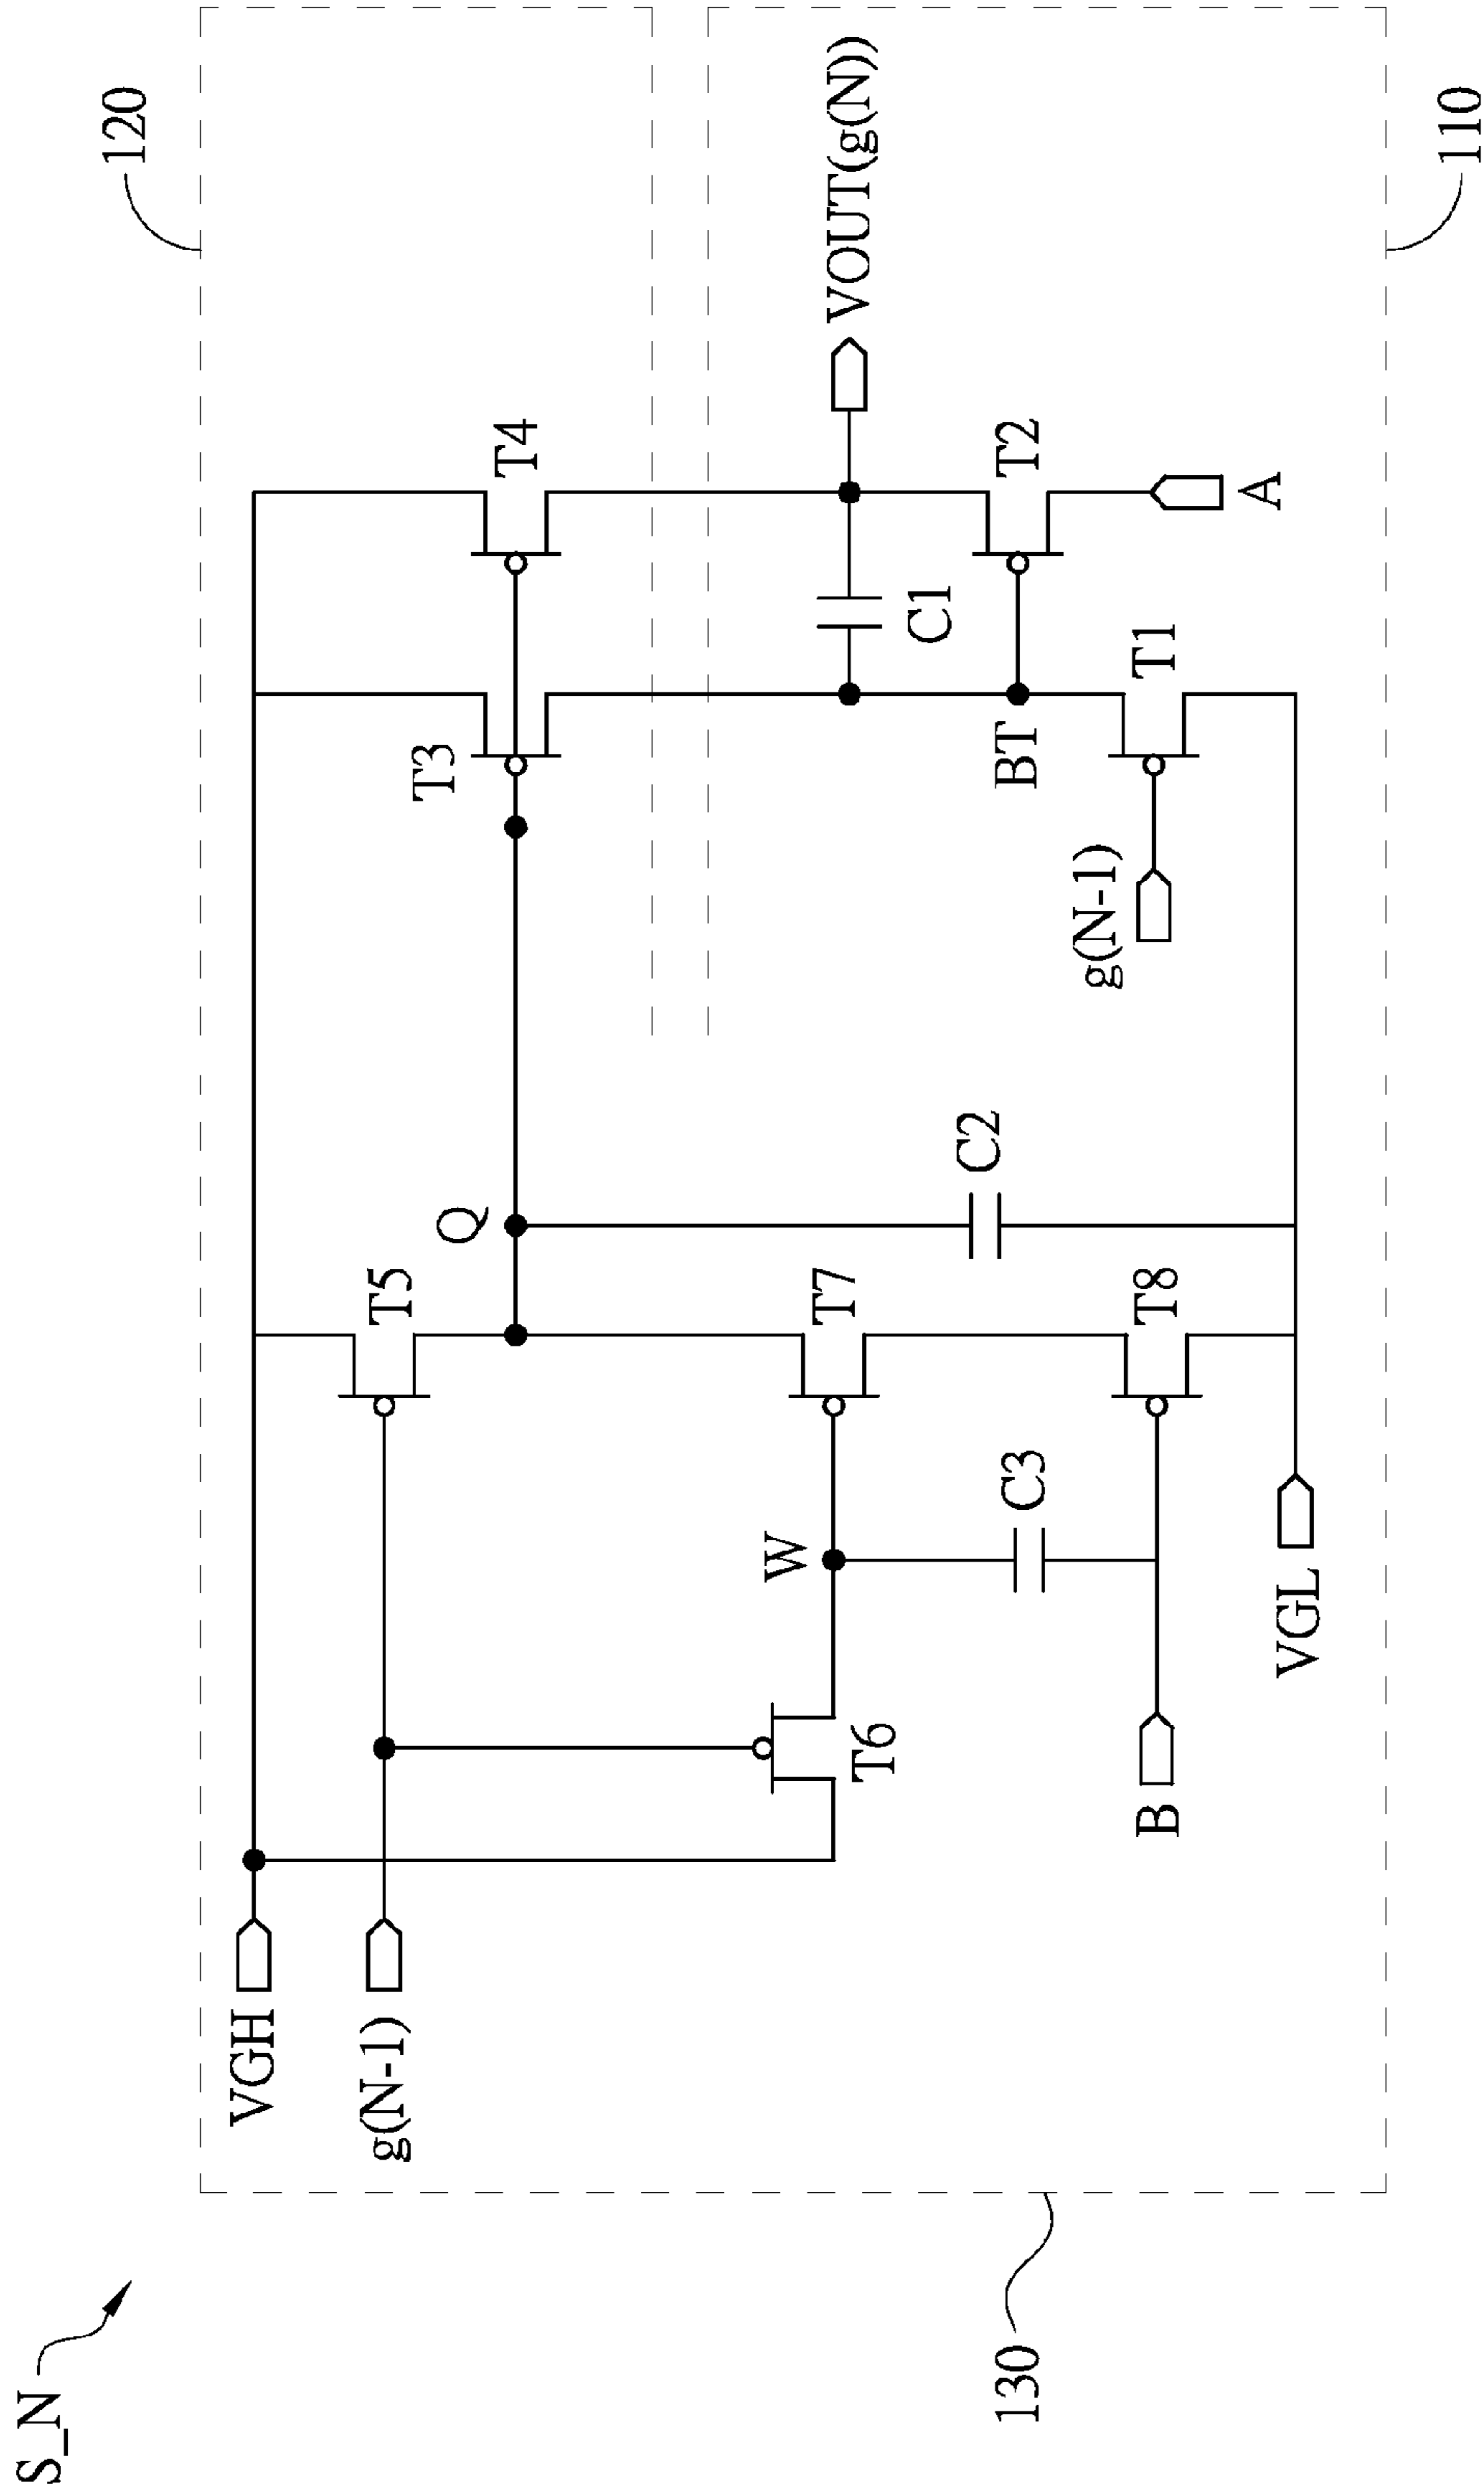 S_N
120
VGH
g(N-1)
T5
Q
T3
T4
W
T7
T6
C3
C2
C1
VOUT(g(N))
BT
T2
g(N-1)
T1
B
T8
A
VGL
130
110